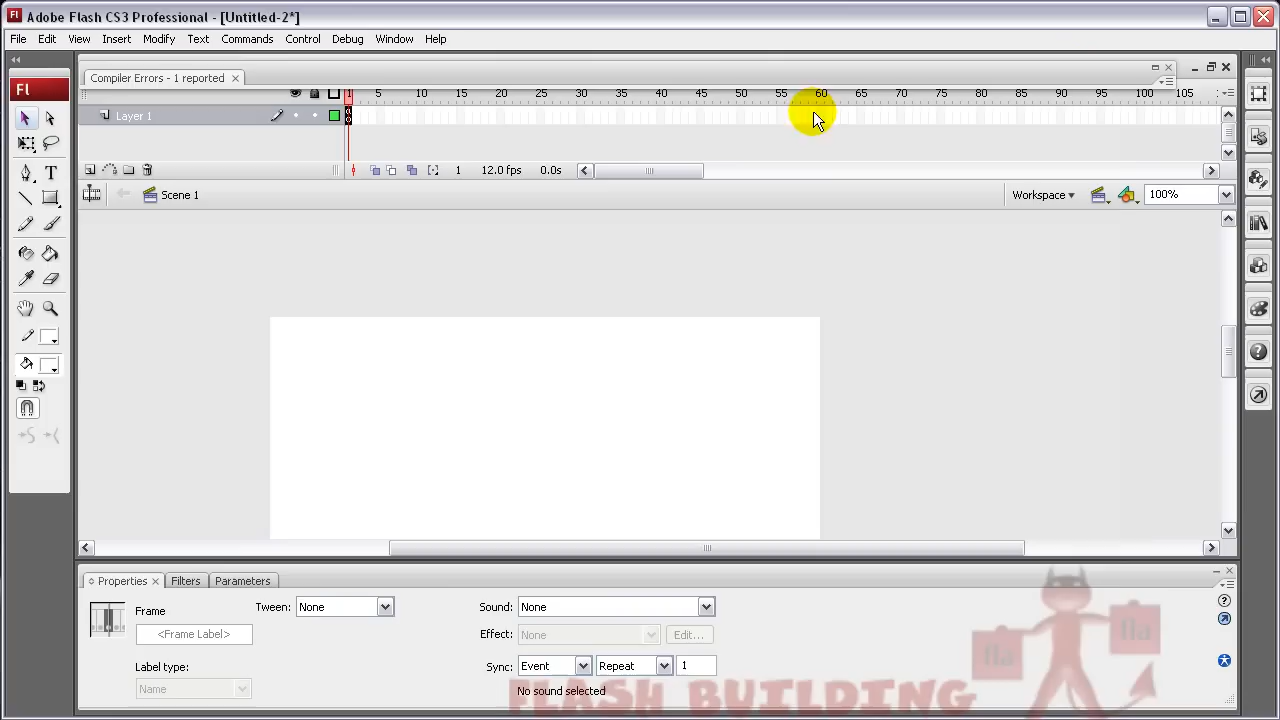 Adobe Flash CS3 Professional - [Untitled-2*]
File Edit View Insert Modify Text Commands Control Debug Window Help
Compiler Errors - 1 reported
Fl
1 5 10 15 20 25 30 35 40 45 50 55 60 65 70 75 80 85 90 95 100 105
Layer 1
1 12.0 fps 0.0s
Scene 1 Workspace 100%
Properties Filters Parameters
Frame Tween: None Sound: None
<Frame Label> Effect: None Edit...
Label type: Sync: Event Repeat 1
Name No sound selected
fla fla
FLASH BUILDING